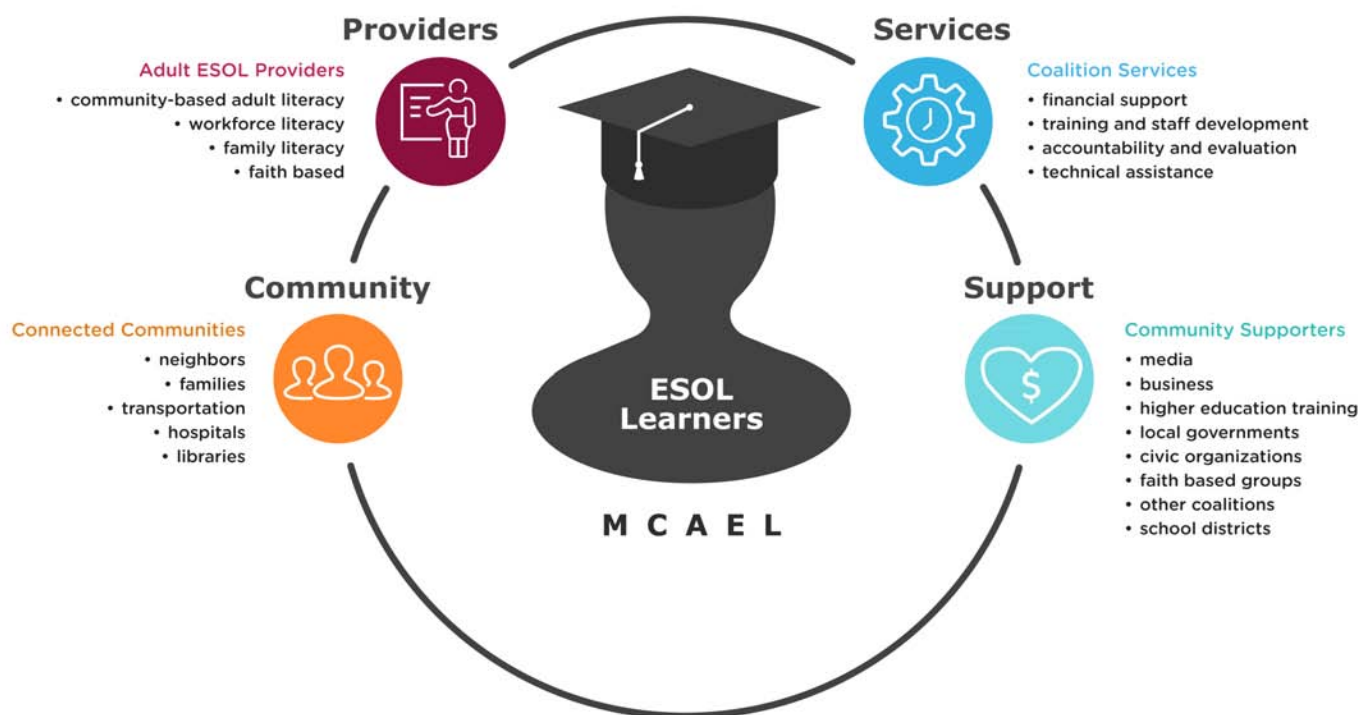 Providers
Adult ESOL Providers
• community-based adult literacy
• workforce literacy
• family literacy
• faith based
Services
Coalition Services
• financial support
• training and staff development
• accountability and evaluation
• technical assistance
Community
Connected Communities
• neighbors
• families
• transportation
• hospitals
• libraries
Support
$
Community Supporters
• media
• business
• higher education training
• local governments
• civic organizations
• faith based groups
• other coalitions
• school districts
ESOL
Learners
M C A E L